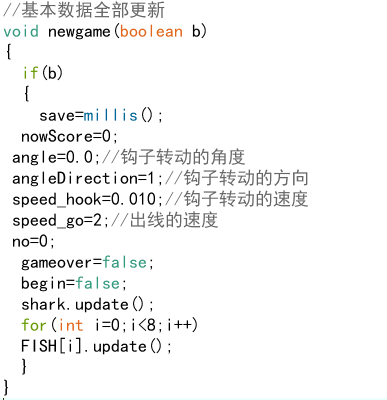 //基本数据全部更新
void newgame(boolean b)
{
if(b)
{
save=millis();
nowScore=0;
angle=0.0;//钩子转动的角度
angleDirection=1;//钩子转动的方向
speed_hook=0.010;//钩子转动的速度
speed_go=2;//出线的速度
no=0;
gameover=false;
begin=false;
shark.update();
for(int i=0;i<8;i++)
FISH[i].update();
}
}